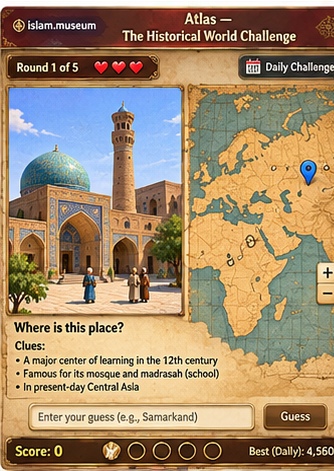 islam.museum
Atlas —
The Historical World Challenge
Round 1 of 5
Daily Challenge
Where is this place?
Clues:
• A major center of learning in the 12th century
• Famous for its mosque and madrasah (school)
• In present-day Central Asia
+
−
Enter your guess (e.g., Samarkand)
Guess
Score: 0
Best (Daily): 4,560